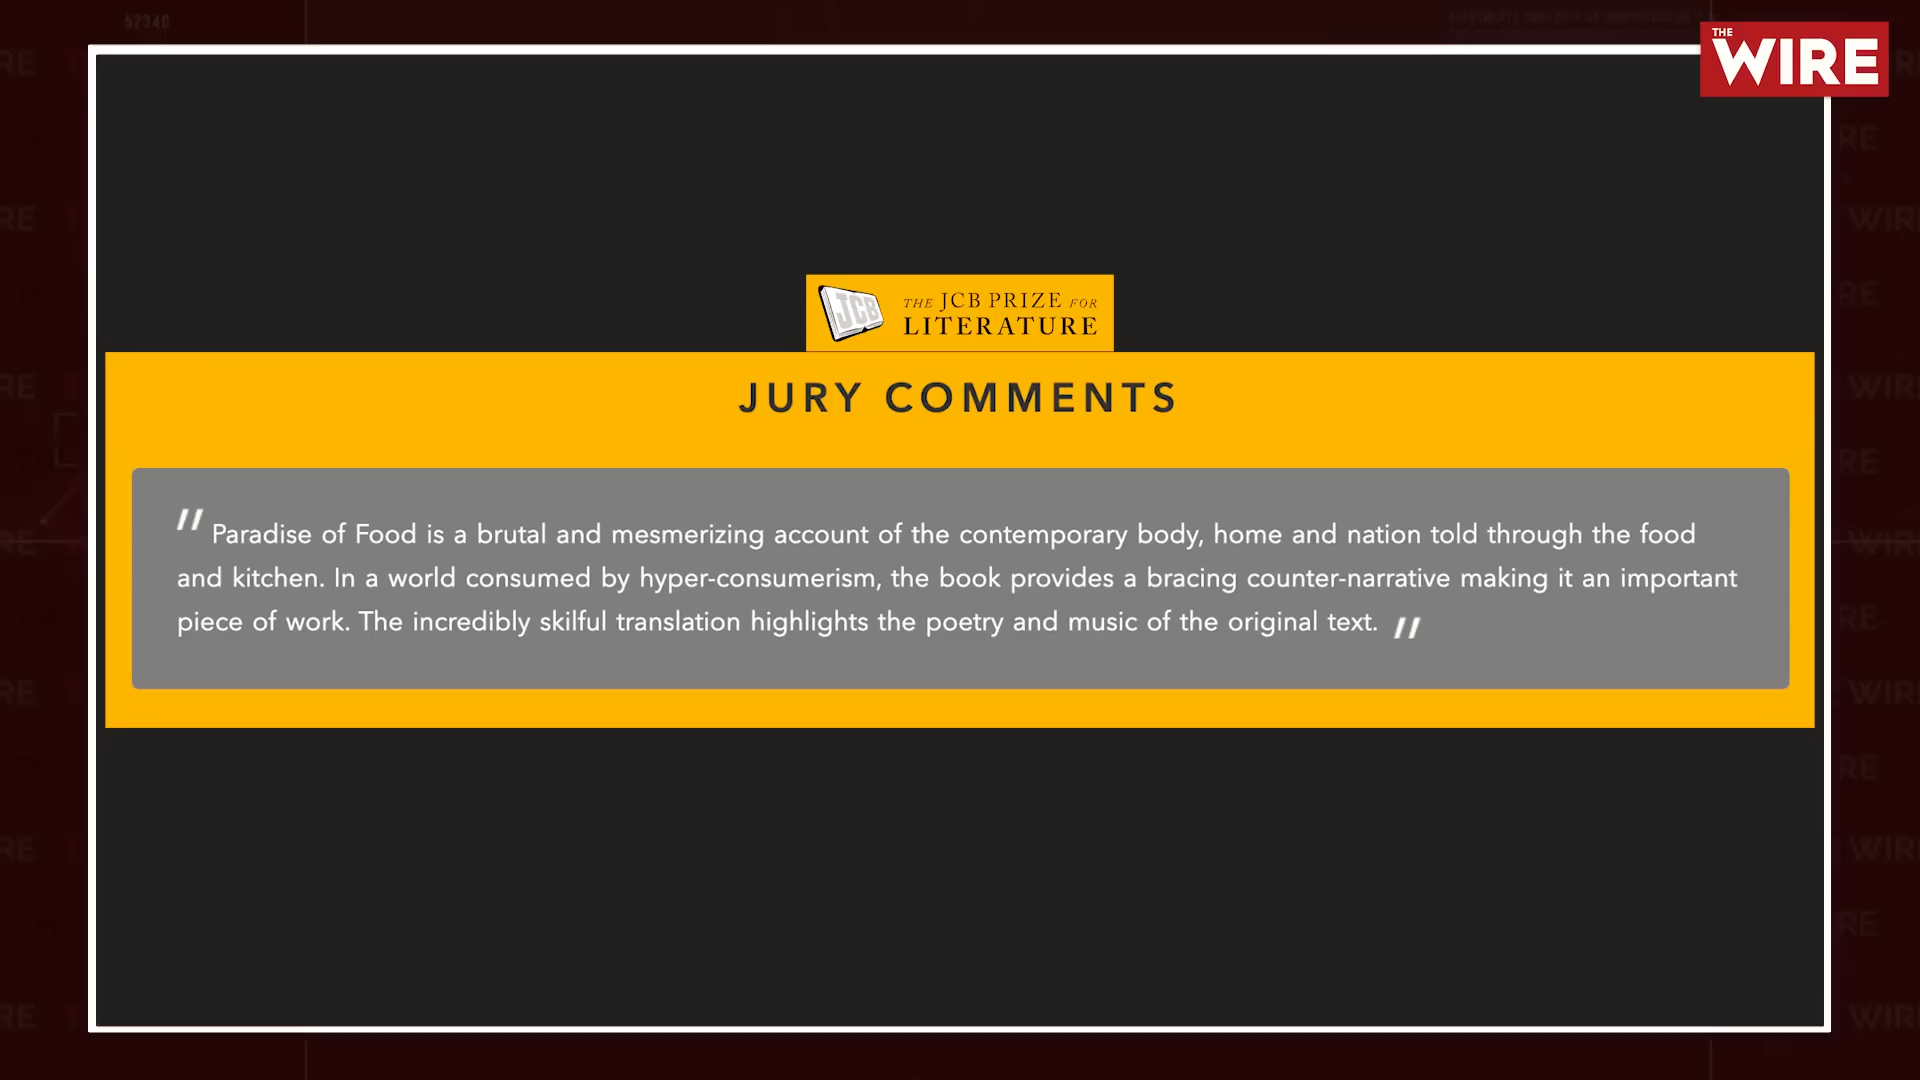 52340
THE
WIRE
JCB
THE JCB PRIZE FOR
LITERATURE
JURY COMMENTS
" Paradise of Food is a brutal and mesmerizing account of the contemporary body, home and nation told through the food
and kitchen. In a world consumed by hyper-consumerism, the book provides a bracing counter-narrative making it an important
piece of work. The incredibly skilful translation highlights the poetry and music of the original text. "